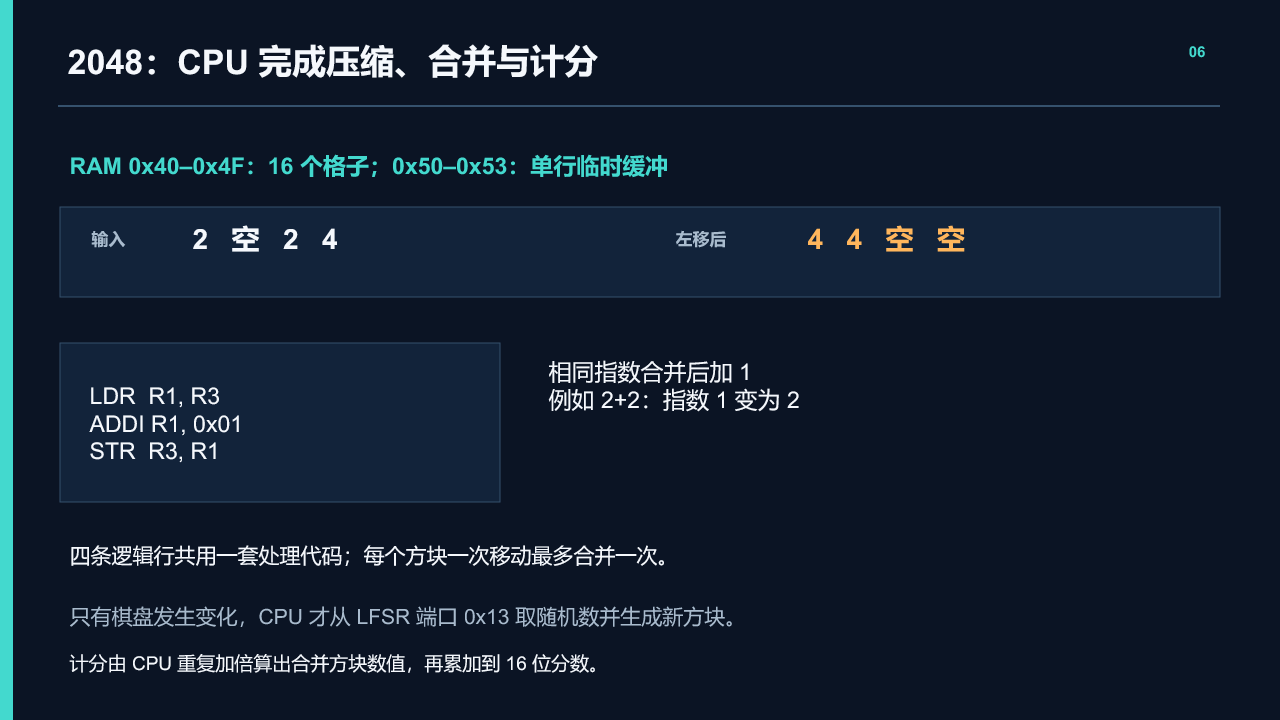 2048：CPU 完成压缩、合并与计分
06
RAM 0x40–0x4F：16 个格子；0x50–0x53：单行临时缓冲
输入 2 空 2 4 左移后 4 4 空 空
LDR R1, R3
ADDI R1, 0x01
STR R3, R1
相同指数合并后加 1
例如 2+2：指数 1 变为 2
四条逻辑行共用一套处理代码；每个方块一次移动最多合并一次。
只有棋盘发生变化，CPU 才从 LFSR 端口 0x13 取随机数并生成新方块。
计分由 CPU 重复加倍算出合并方块数值，再累加到 16 位分数。